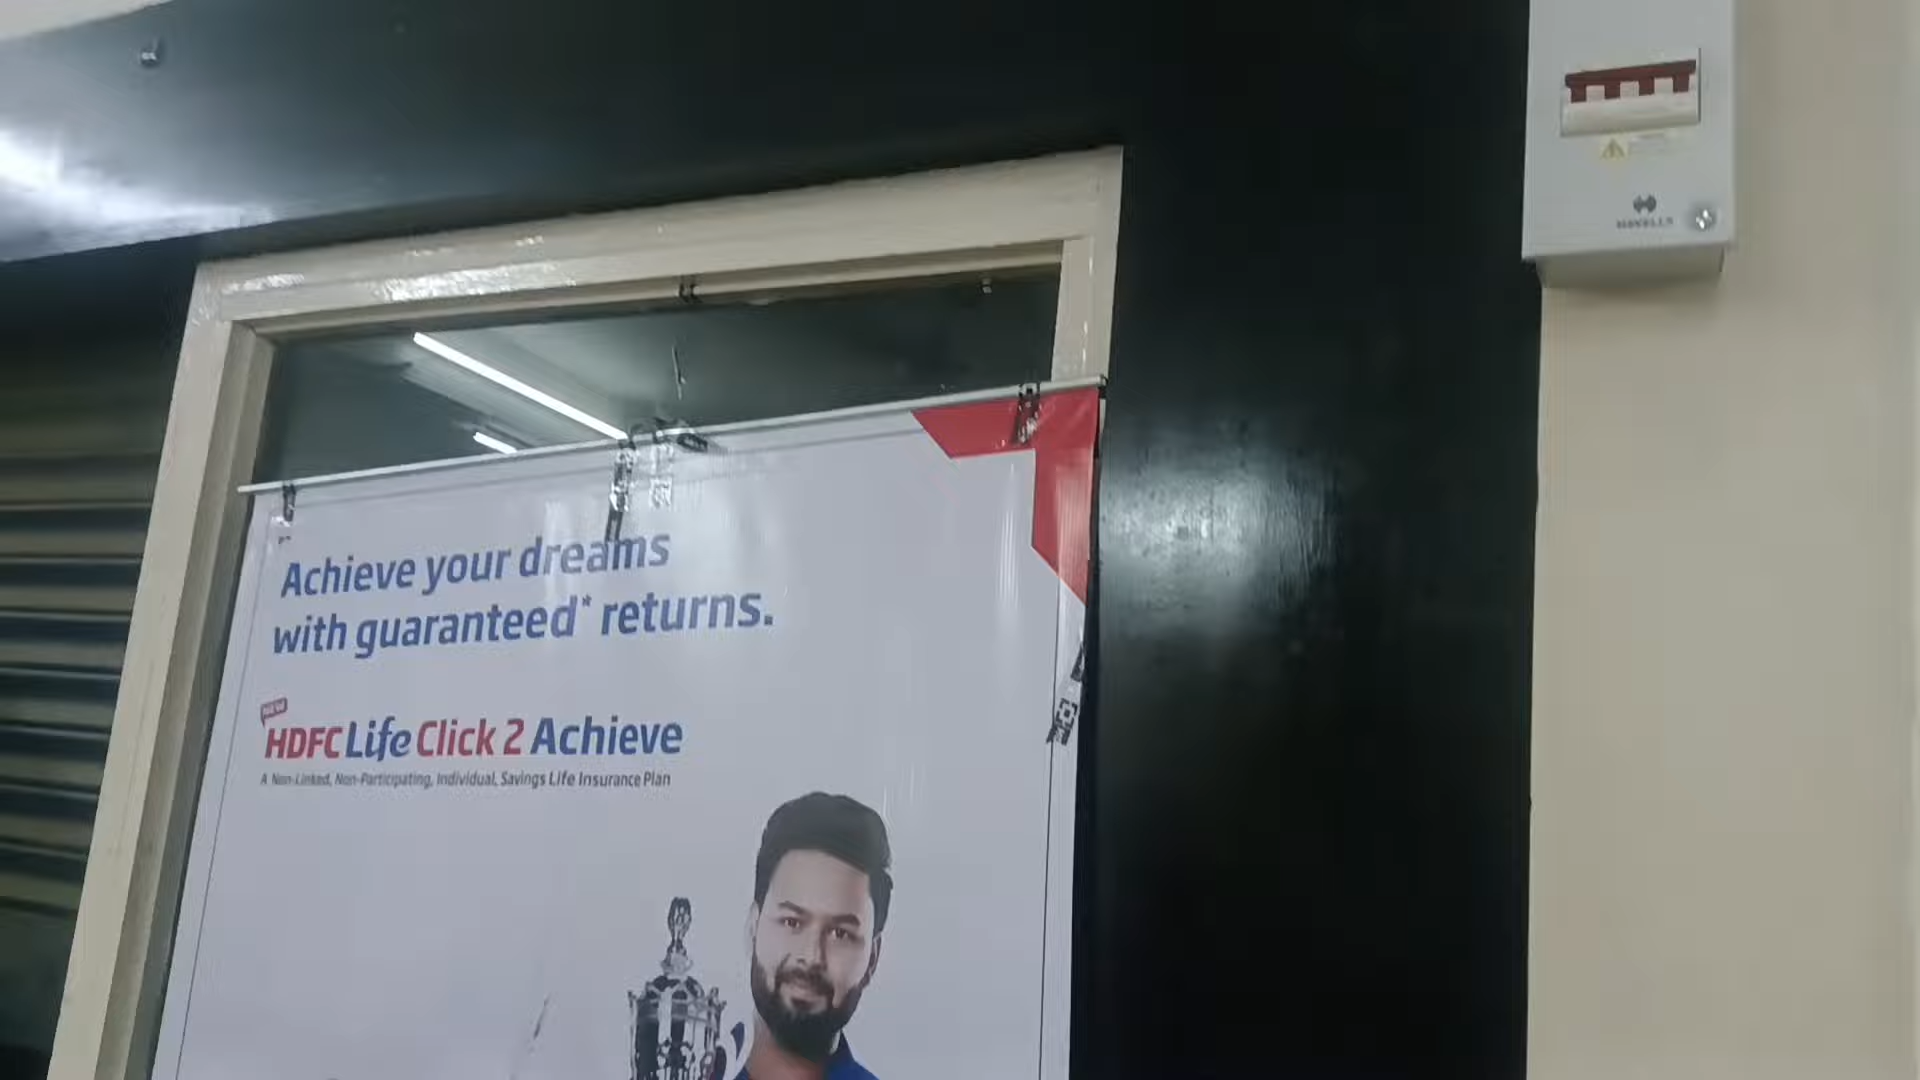 Achieve your dreams
with guaranteed* returns.
HDFC Life Click 2 Achieve
A Non-Linked, Non-Participating, Individual, Savings Life Insurance Plan
HAVELLS